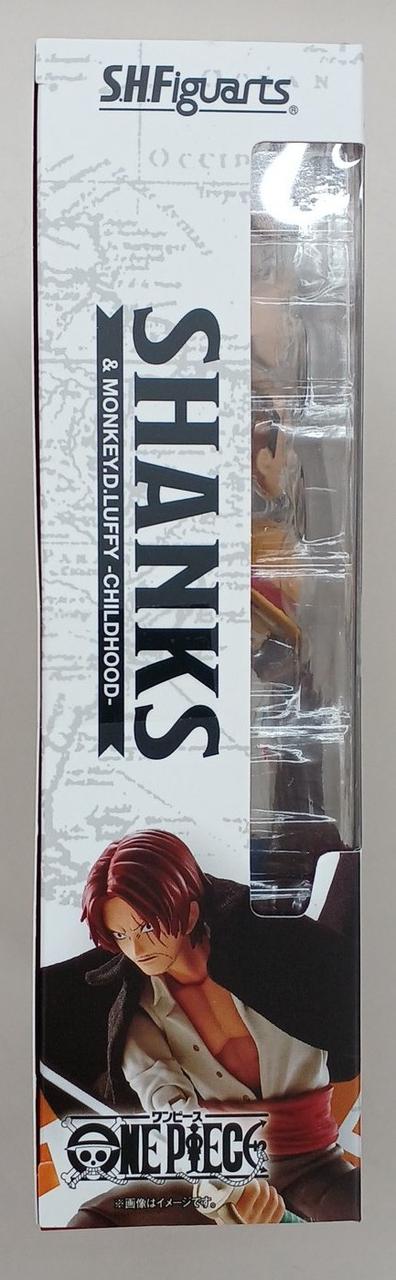 S.H.Figuarts®
OCCIP
SHANKS
& MONKEY.D.LUFFY -CHILDHOOD-
ワンピース
ONE PIECE
※画像はイメージです。